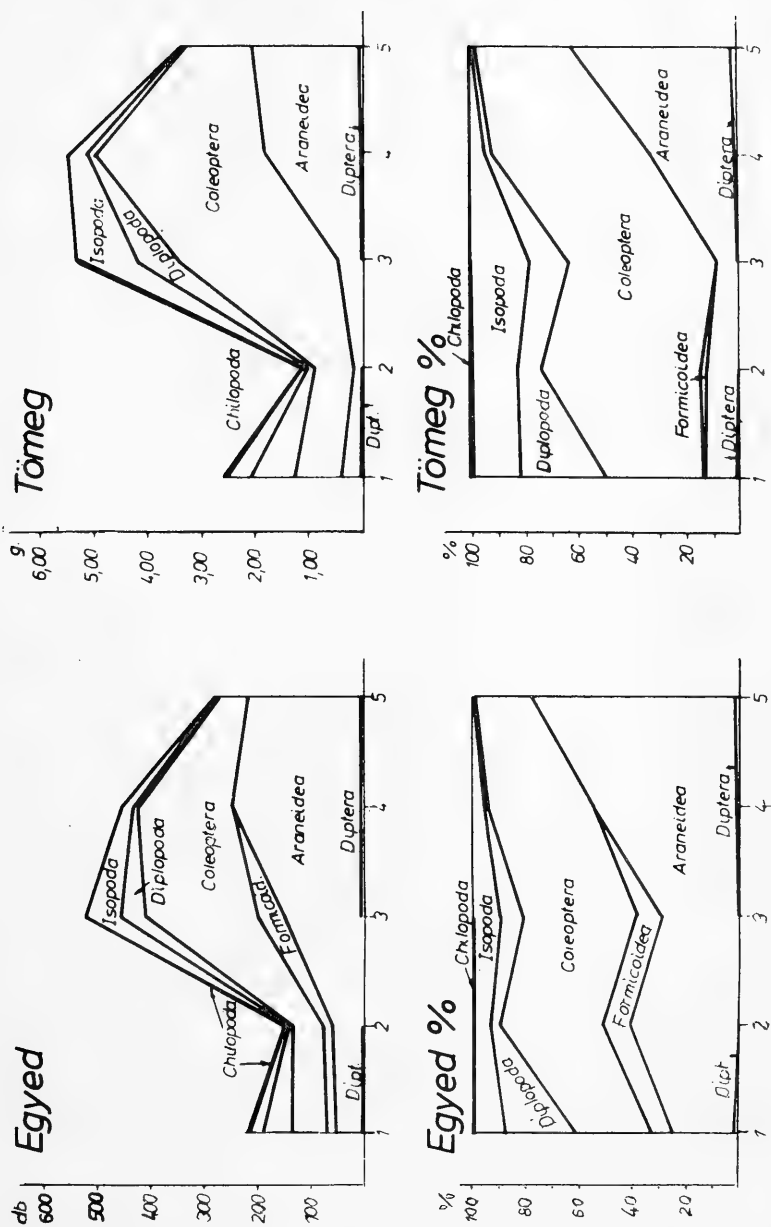 Egyed
db
600
500
400
300
200
100
Chilopoda
Isopoda
Diplopoda
Coleoptera
Formicoid.
Araneidea
Dipt.
Diptera
1 2 3 4 5
Tömeg
g.
6,00
5,00
4,00
3,00
2,00
1,00
Chilopoda
Isopoda
Diplopoda
Coleoptera
Araneidea
Dipt.
Diptera
1 2 3 4 5
Egyed %
%
100
80
60
40
20
Chilopoda
Isopoda
Diplopoda
Coleoptera
Formicoidea
Araneidea
Dipt.
Diptera
1 2 3 4 5
Tömeg %
%
100
80
60
40
20
Chilopoda
Isopoda
Diplopoda
Coleoptera
Formicoidea
Araneidea
Diptera
Diptera
1 2 3 4 5